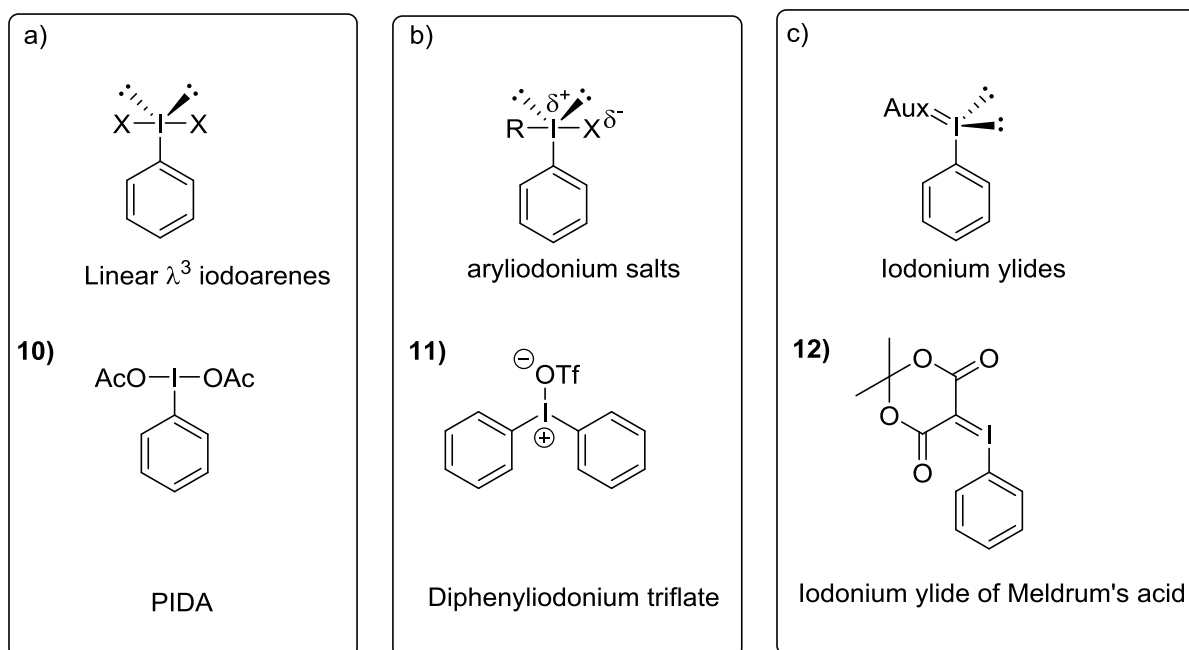 a)
X I X
Linear λ³ iodoarenes
10)
AcO I OAc
PIDA
b)
δ⁺
R I X δ⁻
aryliodonium salts
11)
⊖
OTf
I
⊕
Diphenyliodonium triflate
c)
Aux I
Iodonium ylides
12)
O O
O
I
O
Iodonium ylide of Meldrum's acid